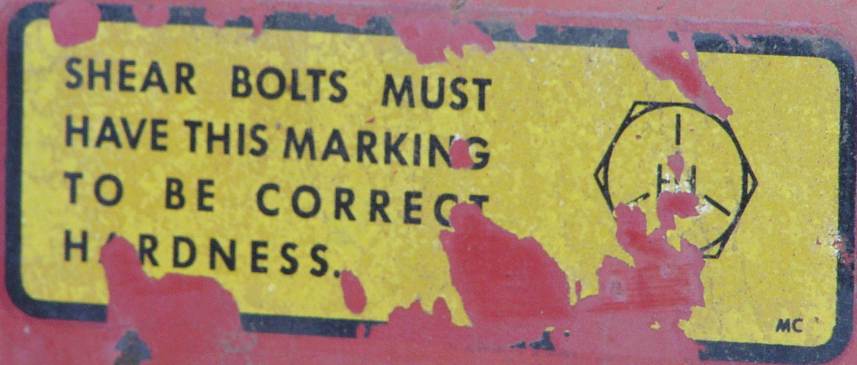 SHEAR BOLTS MUST
HAVE THIS MARKING
TO BE CORRECT
HARDNESS.
MC